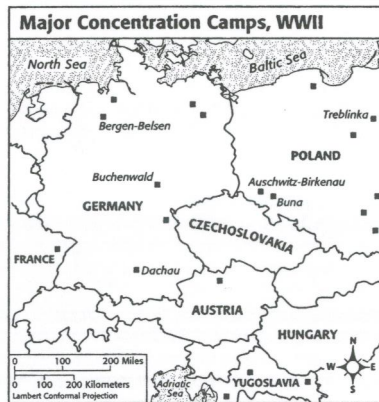 Major Concentration Camps, WWII
North Sea
Baltic Sea
Treblinka
Bergen-Belsen
POLAND
Buchenwald
Auschwitz-Birkenau
GERMANY
Buna
CZECHOSLOVAKIA
FRANCE
Dachau
AUSTRIA
HUNGARY
0 100 200 Miles
N
W E
S
0 100 200 Kilometers
Lambert Conformal Projection
Adriatic
Sea
YUGOSLAVIA